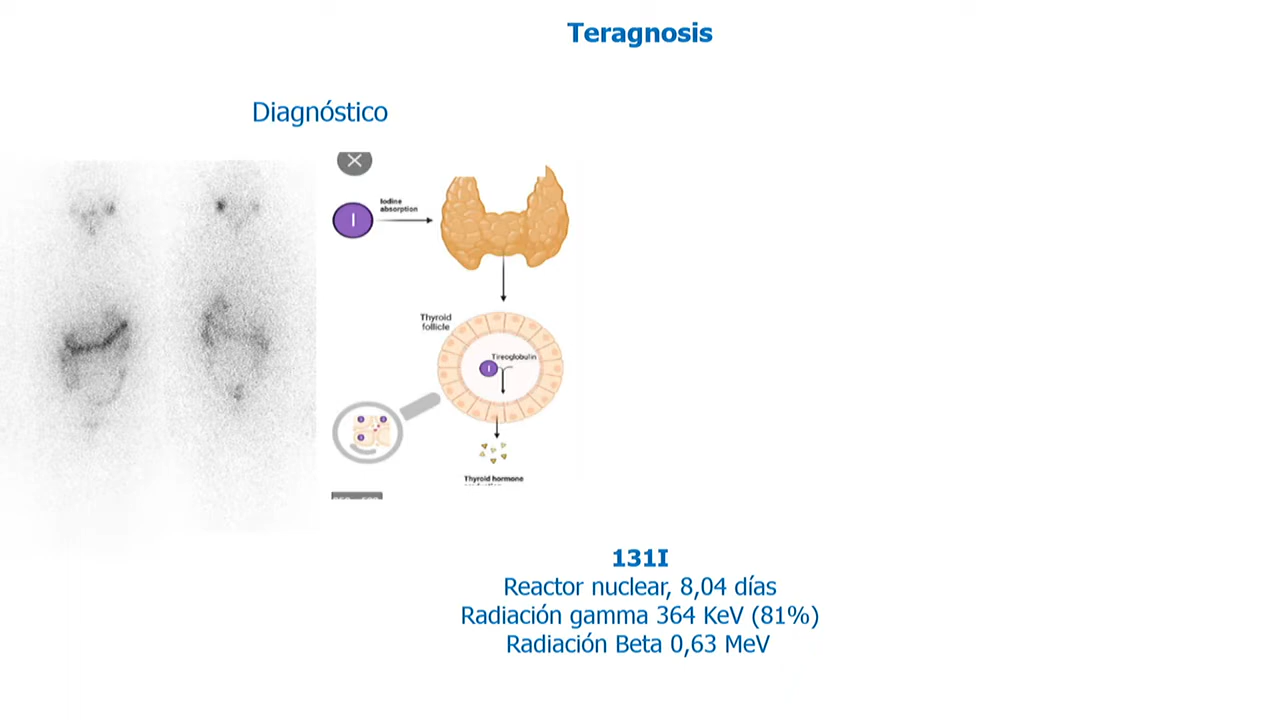 Teragnosis
Diagnóstico
I
Iodine
absorption
Thyroid
follicle
Tireoglobulin
I
Thyroid hormone
131I
Reactor nuclear, 8,04 días
Radiación gamma 364 KeV (81%)
Radiación Beta 0,63 MeV